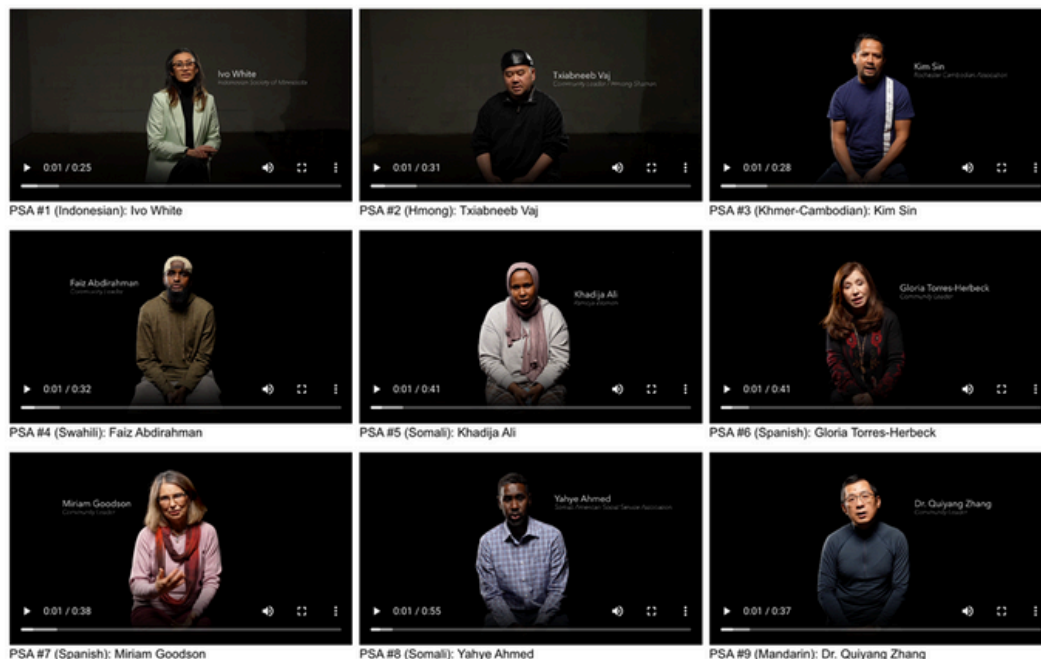 Ivo White
Indonesian Society of Minnesota
0:01 / 0:25
Txiabneeb Vaj
Community Leader / Hmong Shaman
0:01 / 0:31
Kim Sin
Rochester Cambodian Association
0:01 / 0:28
PSA #1 (Indonesian): Ivo White
PSA #2 (Hmong): Txiabneeb Vaj
PSA #3 (Khmer-Cambodian): Kim Sin
Faiz Abdirahman
Community Leader
0:01 / 0:32
Khadija Ali
0:01 / 0:41
Gloria Torres-Herbeck
Community Leader
0:01 / 0:41
PSA #4 (Swahili): Faiz Abdirahman
PSA #5 (Somali): Khadija Ali
PSA #6 (Spanish): Gloria Torres-Herbeck
Miriam Goodson
Community Leader
0:01 / 0:38
Yahye Ahmed
Somali American Social Service Association
0:01 / 0:55
Dr. Quiyang Zhang
Community Leader
0:01 / 0:37
PSA #7 (Spanish): Miriam Goodson
PSA #8 (Somali): Yahye Ahmed
PSA #9 (Mandarin): Dr. Quiyang Zhang